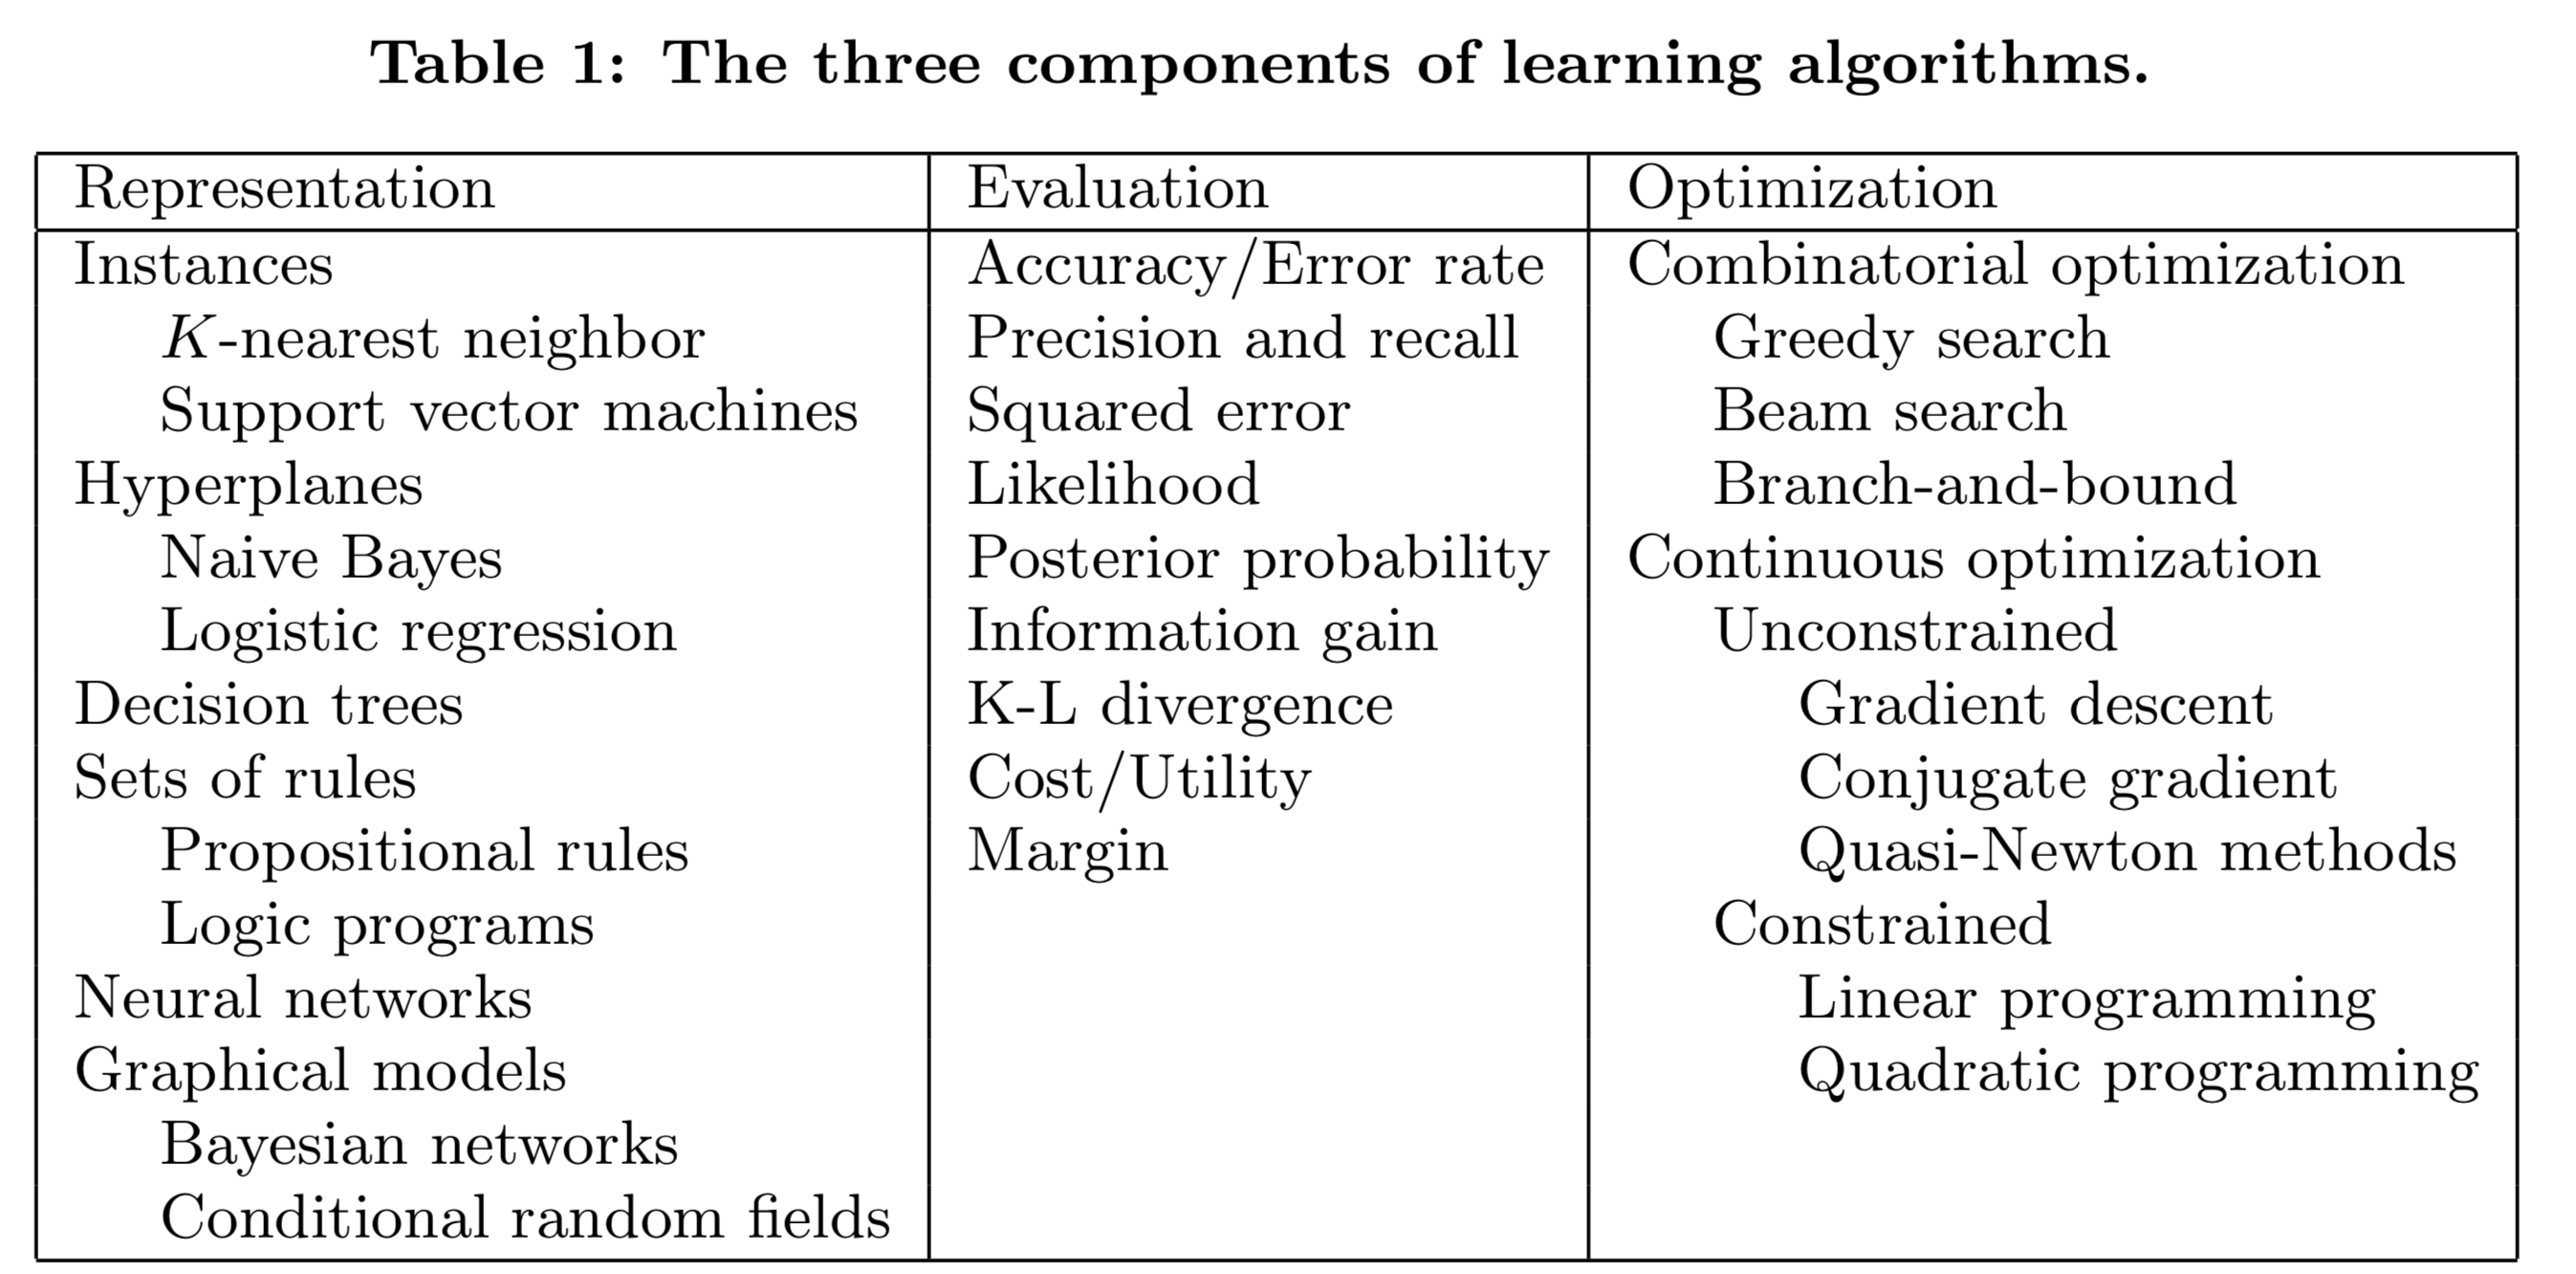 Table 1: The three components of learning algorithms.
Representation Evaluation Optimization
Instances Accuracy/Error rate Combinatorial optimization
K-nearest neighbor Precision and recall Greedy search
Support vector machines Squared error Beam search
Hyperplanes Likelihood Branch-and-bound
Naive Bayes Posterior probability Continuous optimization
Logistic regression Information gain Unconstrained
Decision trees K-L divergence Gradient descent
Sets of rules Cost/Utility Conjugate gradient
Propositional rules Margin Quasi-Newton methods
Logic programs Constrained
Neural networks Linear programming
Graphical models Quadratic programming
Bayesian networks
Conditional random fields